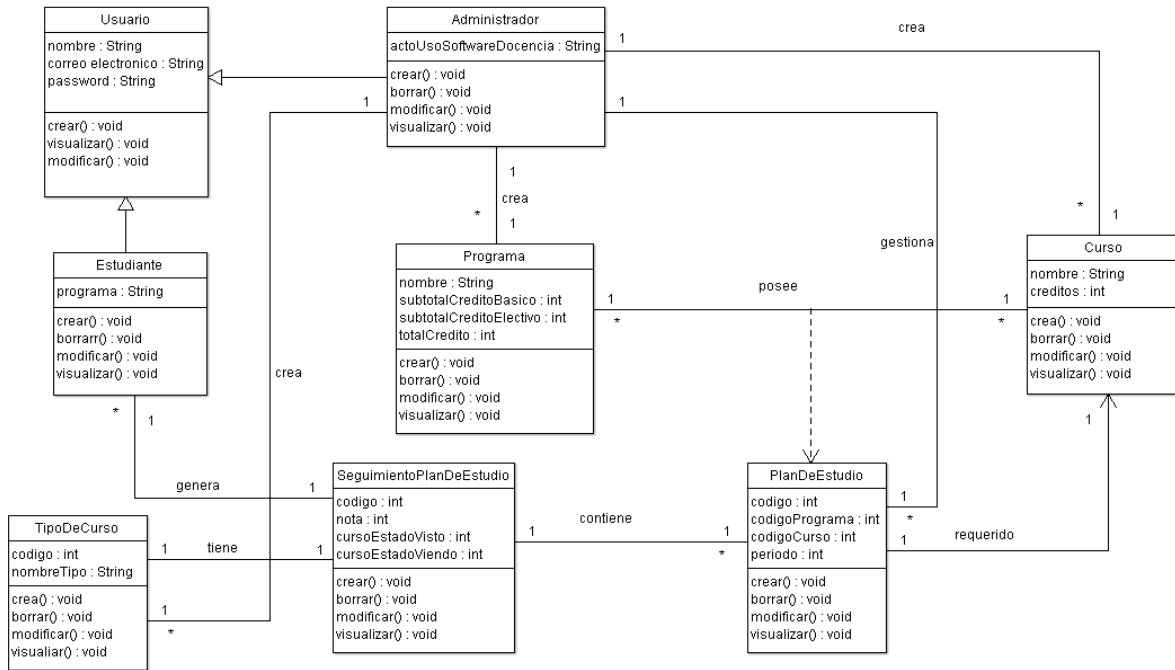 Usuario
nombre : String
correo electronico : String
password : String
crear() : void
visualizar() : void
modificar() : void
Administrador
actoUsoSoftwareDocencia : String
crear() : void
borrar() : void
modificar() : void
visualizar() : void
1
crea
1
1
1
crea
*
1
*
1
gestiona
Estudiante
programa : String
crear() : void
borrarr() : void
modificar() : void
visualizar() : void
Programa
nombre : String
subtotalCreditoBasico : int
subtotalCreditoElectivo : int
totalCredito : int
crear() : void
borrar() : void
modificar() : void
visualizar() : void
Curso
nombre : String
creditos : int
crea() : void
borrar() : void
modificar() : void
visualizar() : void
posee
1
*
1
*
crea
*
1
1
genera
1
SeguimientoPlanDeEstudio
codigo : int
nota : int
cursoEstadoVisto : int
cursoEstadoViendo : int
crear() : void
borrar() : void
modificar() : void
visualizar() : void
PlanDeEstudio
codigo : int
codigoPrograma : int
codigoCurso : int
periodo : int
crear() : void
borrar() : void
modificar() : void
visualizar() : void
1
*
1
requerido
1
contiene
1
*
TipoDeCurso
codigo : int
nombreTipo : String
crea() : void
borrar() : void
modificar() : void
visualiar() : void
1
tiene
1
1
*